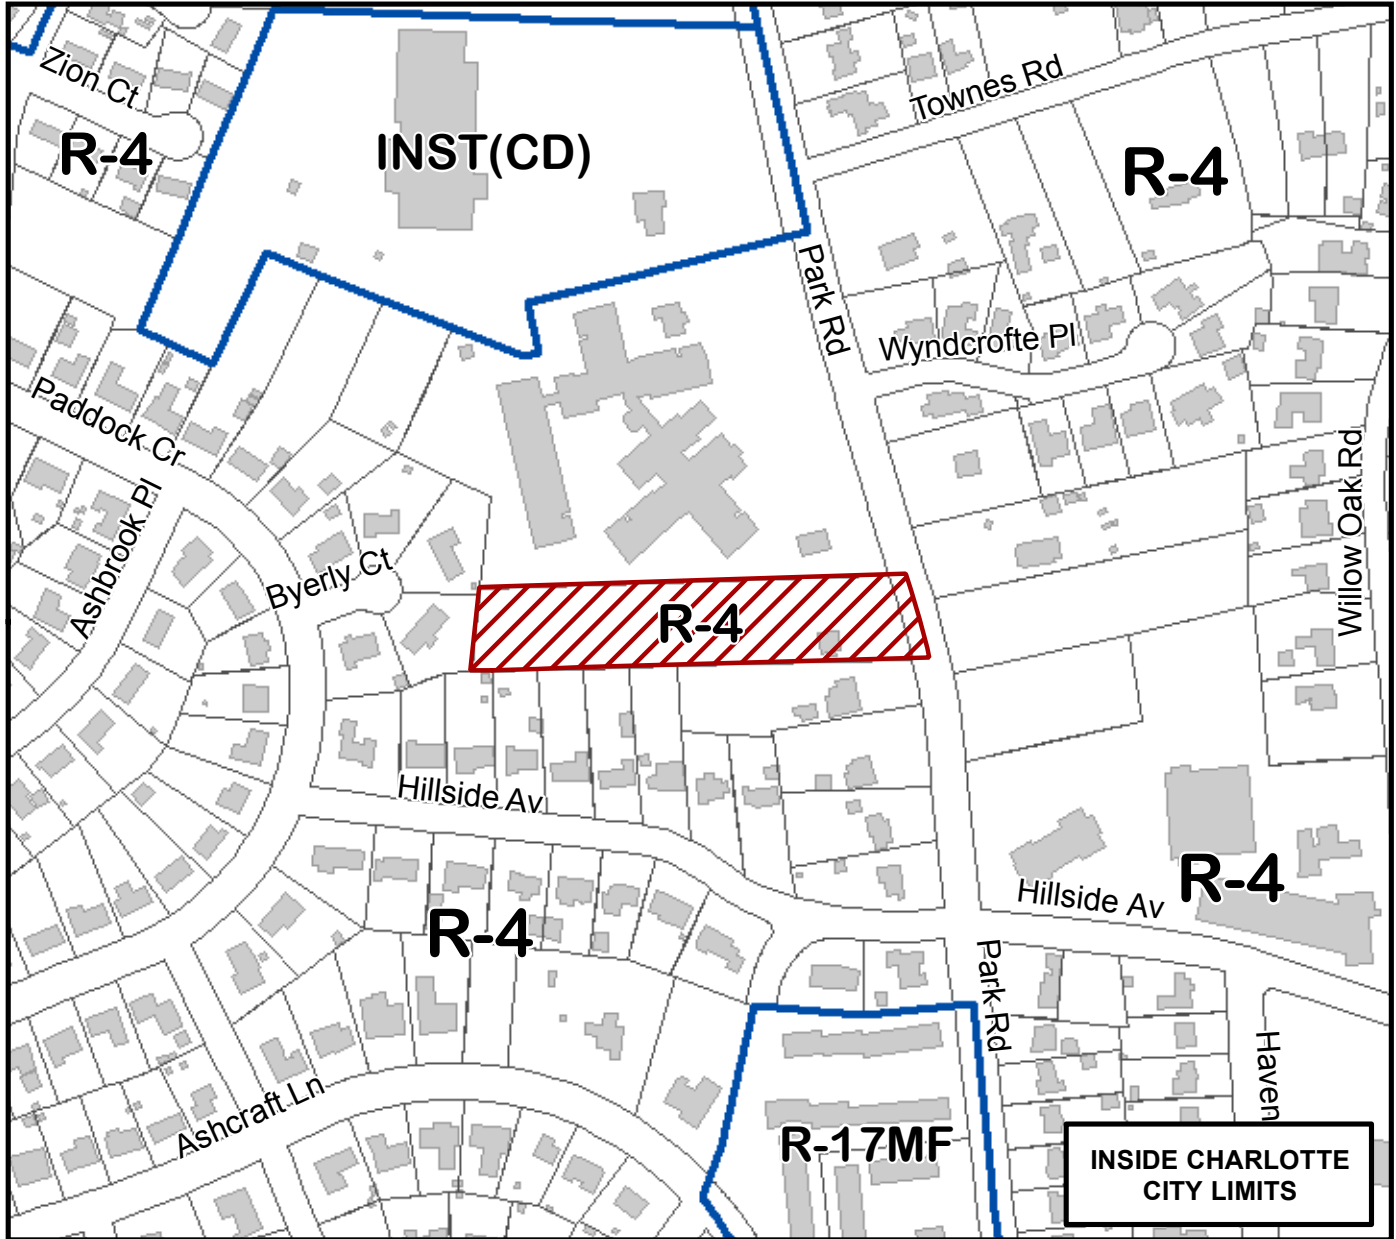 Zion Ct
Townes Rd
R-4
INST(CD)
R-4
Park Rd
Wyndcrofte Pl
Paddock Cr
Willow Oak Rd
Ashbrook Pl
Byerly Ct
R-4
Hillside Av
R-4
Hillside Av
R-4
Park Rd
Haven
Ashcraft Ln
R-17MF
INSIDE CHARLOTTE
CITY LIMITS